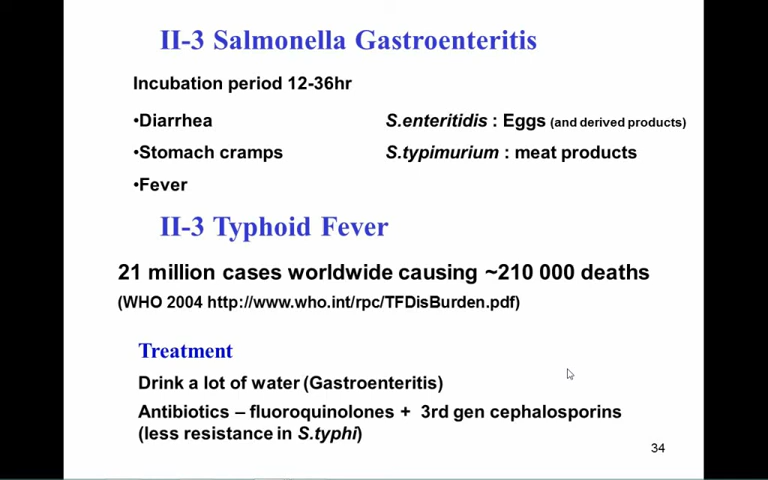 II-3 Salmonella Gastroenteritis
Incubation period 12-36hr
•Diarrhea
S.enteritidis : Eggs (and derived products)
•Stomach cramps
S.typimurium : meat products
•Fever
II-3 Typhoid Fever
21 million cases worldwide causing ~210 000 deaths
(WHO 2004 http://www.who.int/rpc/TFDisBurden.pdf)
Treatment
Drink a lot of water (Gastroenteritis)
Antibiotics – fluoroquinolones + 3rd gen cephalosporins
(less resistance in S.typhi)
34